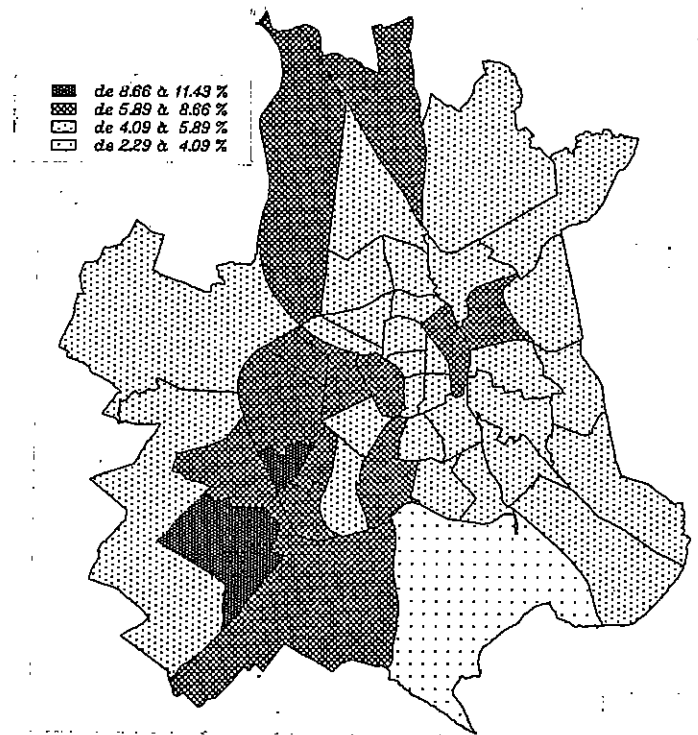 de 8.66 à 11.43 %
de 5.89 à 8.66 %
de 4.09 à 5.89 %
de 2.29 à 4.09 %